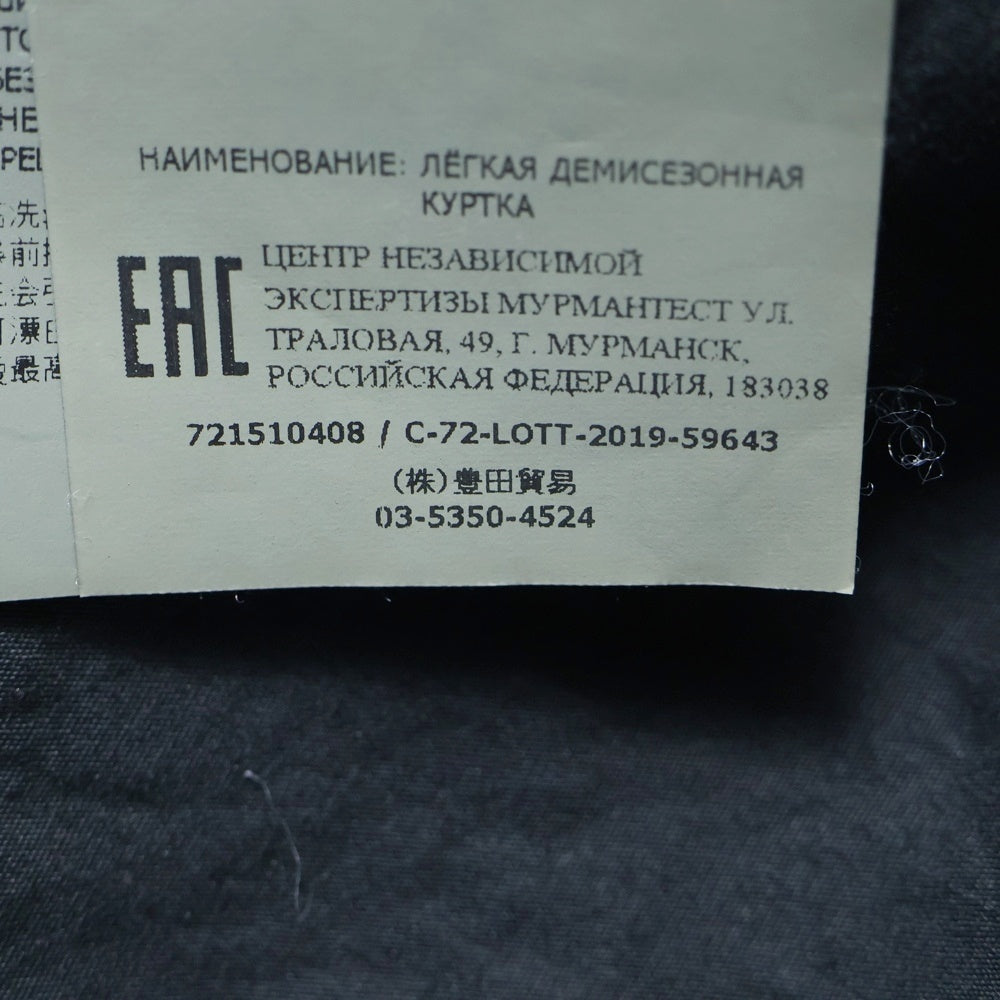 НАИМЕНОВАНИЕ: ЛЁГКАЯ ДЕМИСЕЗОННАЯ
КУРТКА
EAC
ЦЕНТР НЕЗАВИСИМОЙ
ЭКСПЕРТИЗЫ МУРМАНТЕСТ УЛ.
ТРАЛОВАЯ, 49, Г. МУРМАНСК,
РОССИЙСКАЯ ФЕДЕРАЦИЯ, 183038
721510408 / C-72-LOTT-2019-59643
(株)豊田貿易
03-5350-4524